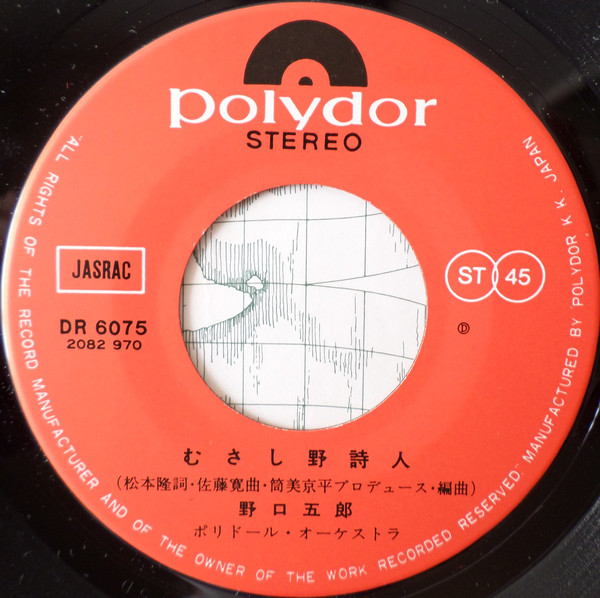 polydor
STEREO
JASRAC
DR 6075
2082 970
ST 45
Ⓓ
むさし野詩人
(松本隆詞・佐藤寛曲・筒美京平プロデュース・編曲)
野口五郎
ポリドール・オーケストラ
"ALL RIGHTS OF THE RECORD MANUFACTURER AND OF THE OWNER OF THE WORK RECORDED RESERVED" MANUFACTURED BY POLYDOR K.K. JAPAN